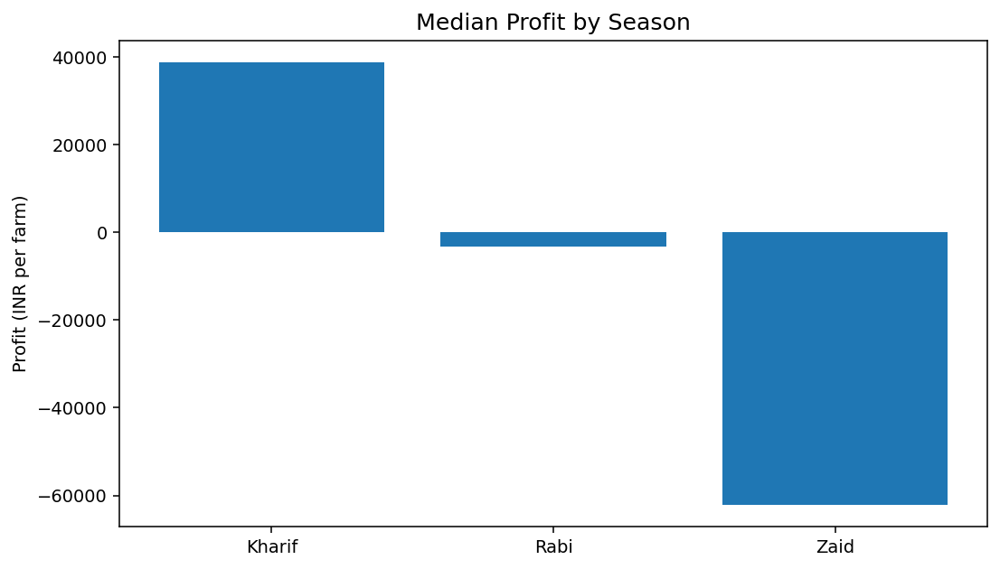 Median Profit by Season
Profit (INR per farm)
40000
20000
0
−20000
−40000
−60000
Kharif
Rabi
Zaid